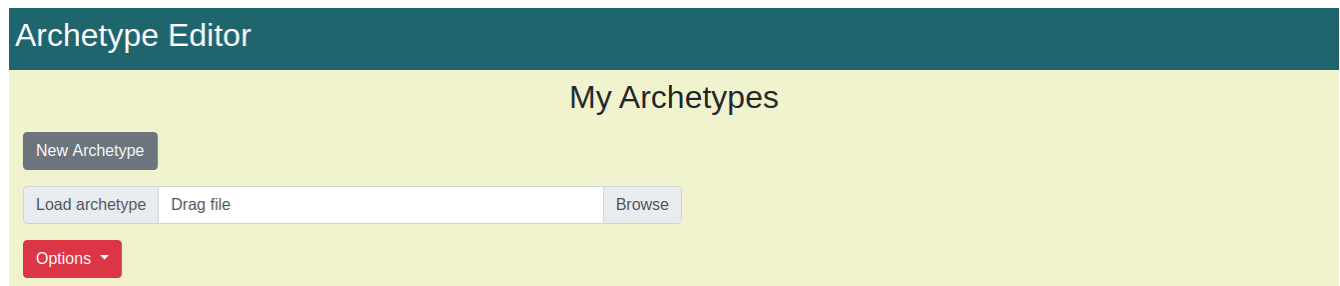 Archetype Editor
My Archetypes
New Archetype
Load archetype Drag file Browse
Options